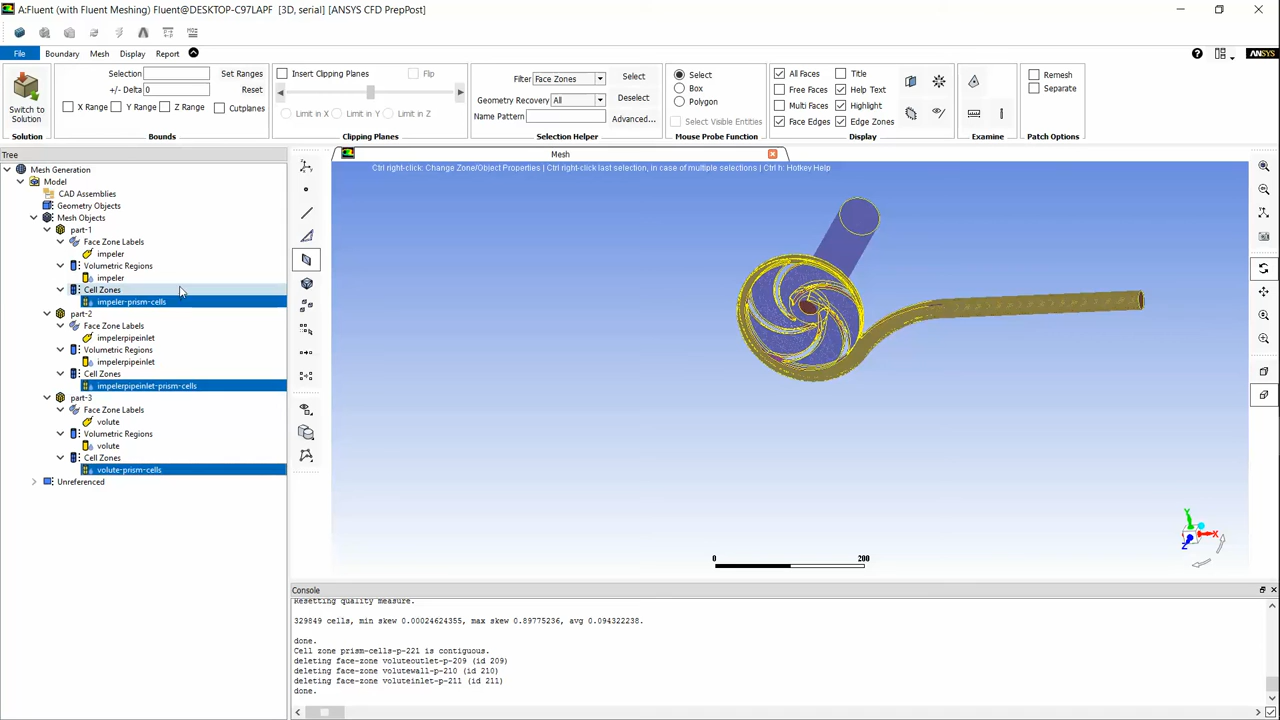 A:Fluent (with Fluent Meshing) Fluent@DESKTOP-C97LAPF [3D, serial] [ANSYS CFD PrepPost]
File Boundary Mesh Display Report
ANSYS
Switch to Solution
Solution
Selection Set Ranges
+/- Delta 0 Reset
X Range Y Range Z Range Cutplanes
Bounds
Insert Clipping Planes Flip
Limit in X Limit in Y Limit in Z
Clipping Planes
Filter Face Zones Select
Geometry Recovery All Deselect
Name Pattern Advanced...
Selection Helper
Select
Box
Polygon
Select Visible Entities
Mouse Probe Function
All Faces Title
Free Faces Help Text
Multi Faces Highlight
Face Edges Edge Zones
Display
Examine
Remesh
Separate
Patch Options
Tree
Mesh Generation
Model
CAD Assemblies
Geometry Objects
Mesh Objects
part-1
Face Zone Labels
impeler
Volumetric Regions
impeler
Cell Zones
impeler-prism-cells
part-2
Face Zone Labels
impelerpipeinlet
Volumetric Regions
impelerpipeinlet
Cell Zones
impelerpipeinlet-prism-cells
part-3
Face Zone Labels
volute
Volumetric Regions
volute
Cell Zones
volute-prism-cells
Unreferenced
Mesh
Ctrl right-click: Change Zone/Object Properties | Ctrl right-click last selection, in case of multiple selections | Ctrl h: Hotkey Help
Y
X
Z
0 200
Console
Resetting quality measure.
329849 cells, min skew 0.00024624355, max skew 0.89775236, avg 0.094322238.
done.
Cell zone prism-cells-p-221 is contiguous.
deleting face-zone voluteoutlet-p-209 (id 209)
deleting face-zone volutewall-p-210 (id 210)
deleting face-zone voluteinlet-p-211 (id 211)
done.